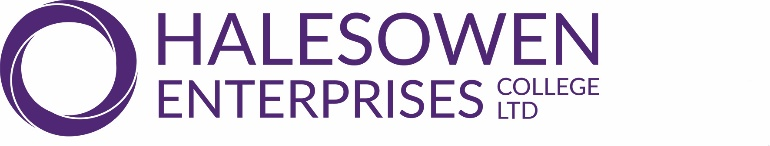 HALESOWEN
ENTERPRISES COLLEGE LTD